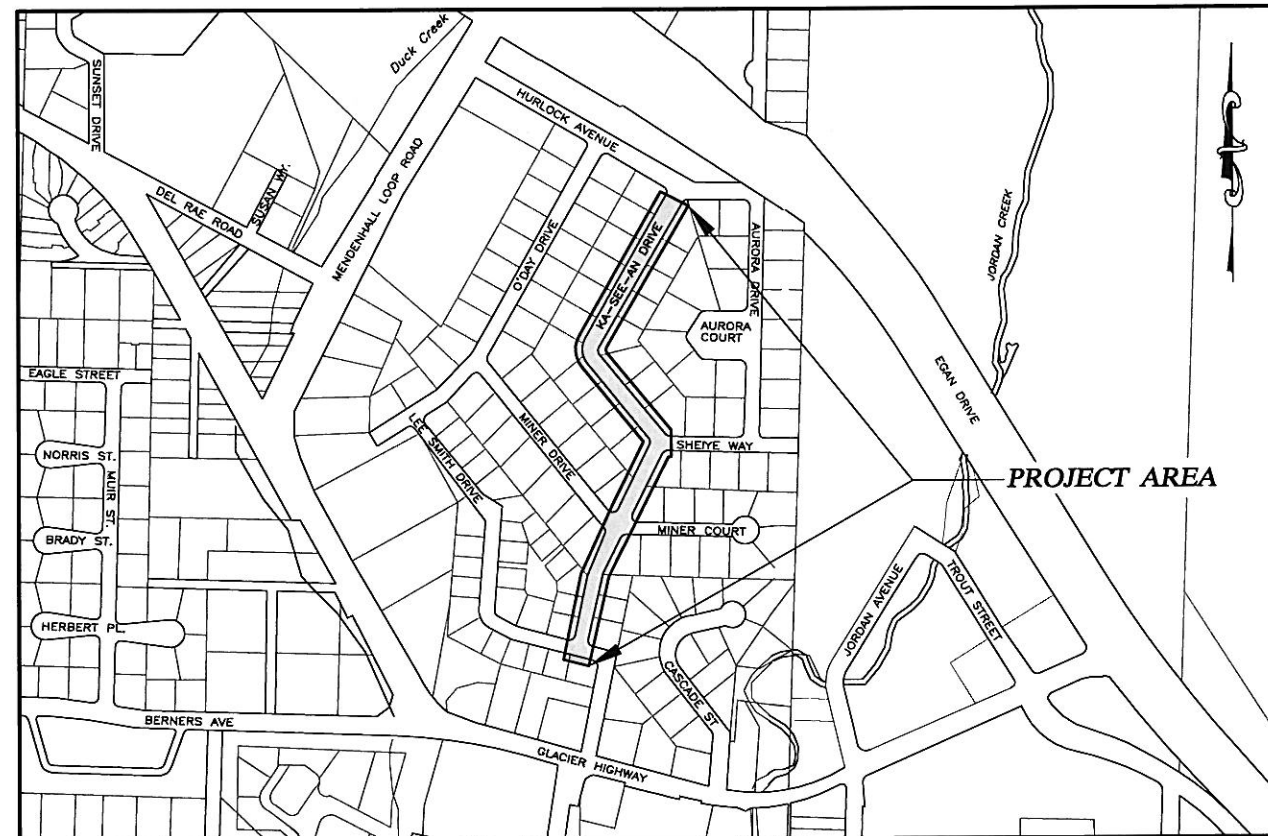 Duck Creek
SUNSET DRIVE
HURLOCK AVENUE
DEL RAE ROAD
SUSAN WY.
MENDENHALL LOOP ROAD
O'DAY DRIVE
KA-SEE-AN DRIVE
AURORA DRIVE
JORDAN CREEK
AURORA
COURT
EGAN DRIVE
EAGLE STREET
LEE SMITH DRIVE
MINER DRIVE
SHEIYE WAY
NORRIS ST.
MUIR ST.
PROJECT AREA
MINER COURT
BRADY ST.
JORDAN AVENUE
TROUT STREET
HERBERT PL.
CASCADE ST
BERNERS AVE
GLACIER HIGHWAY